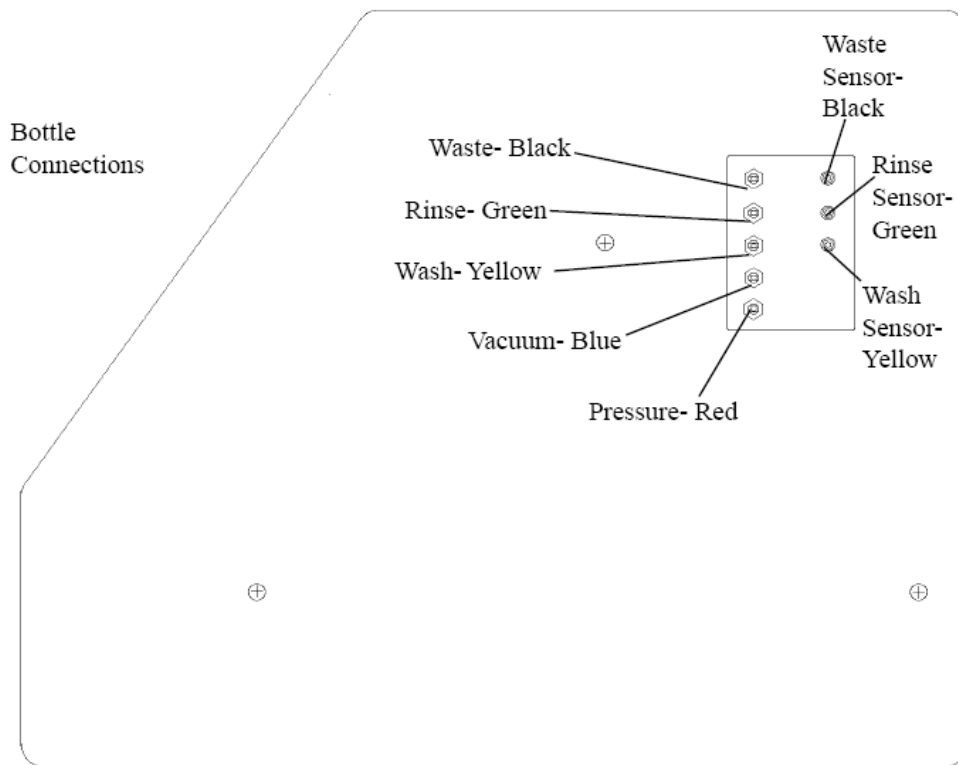 Bottle
Connections
Waste- Black
Rinse- Green
Wash- Yellow
Vacuum- Blue
Pressure- Red
Waste
Sensor-
Black
Rinse
Sensor-
Green
Wash
Sensor-
Yellow